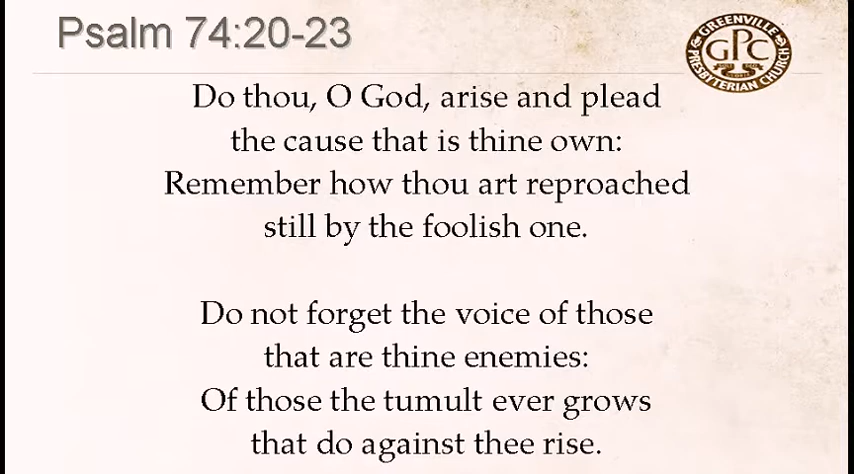 Psalm 74:20-23
GREENVILLE
GPC
PRESBYTERIAN CHURCH
Do thou, O God, arise and plead
the cause that is thine own:
Remember how thou art reproached
still by the foolish one.
Do not forget the voice of those
that are thine enemies:
Of those the tumult ever grows
that do against thee rise.